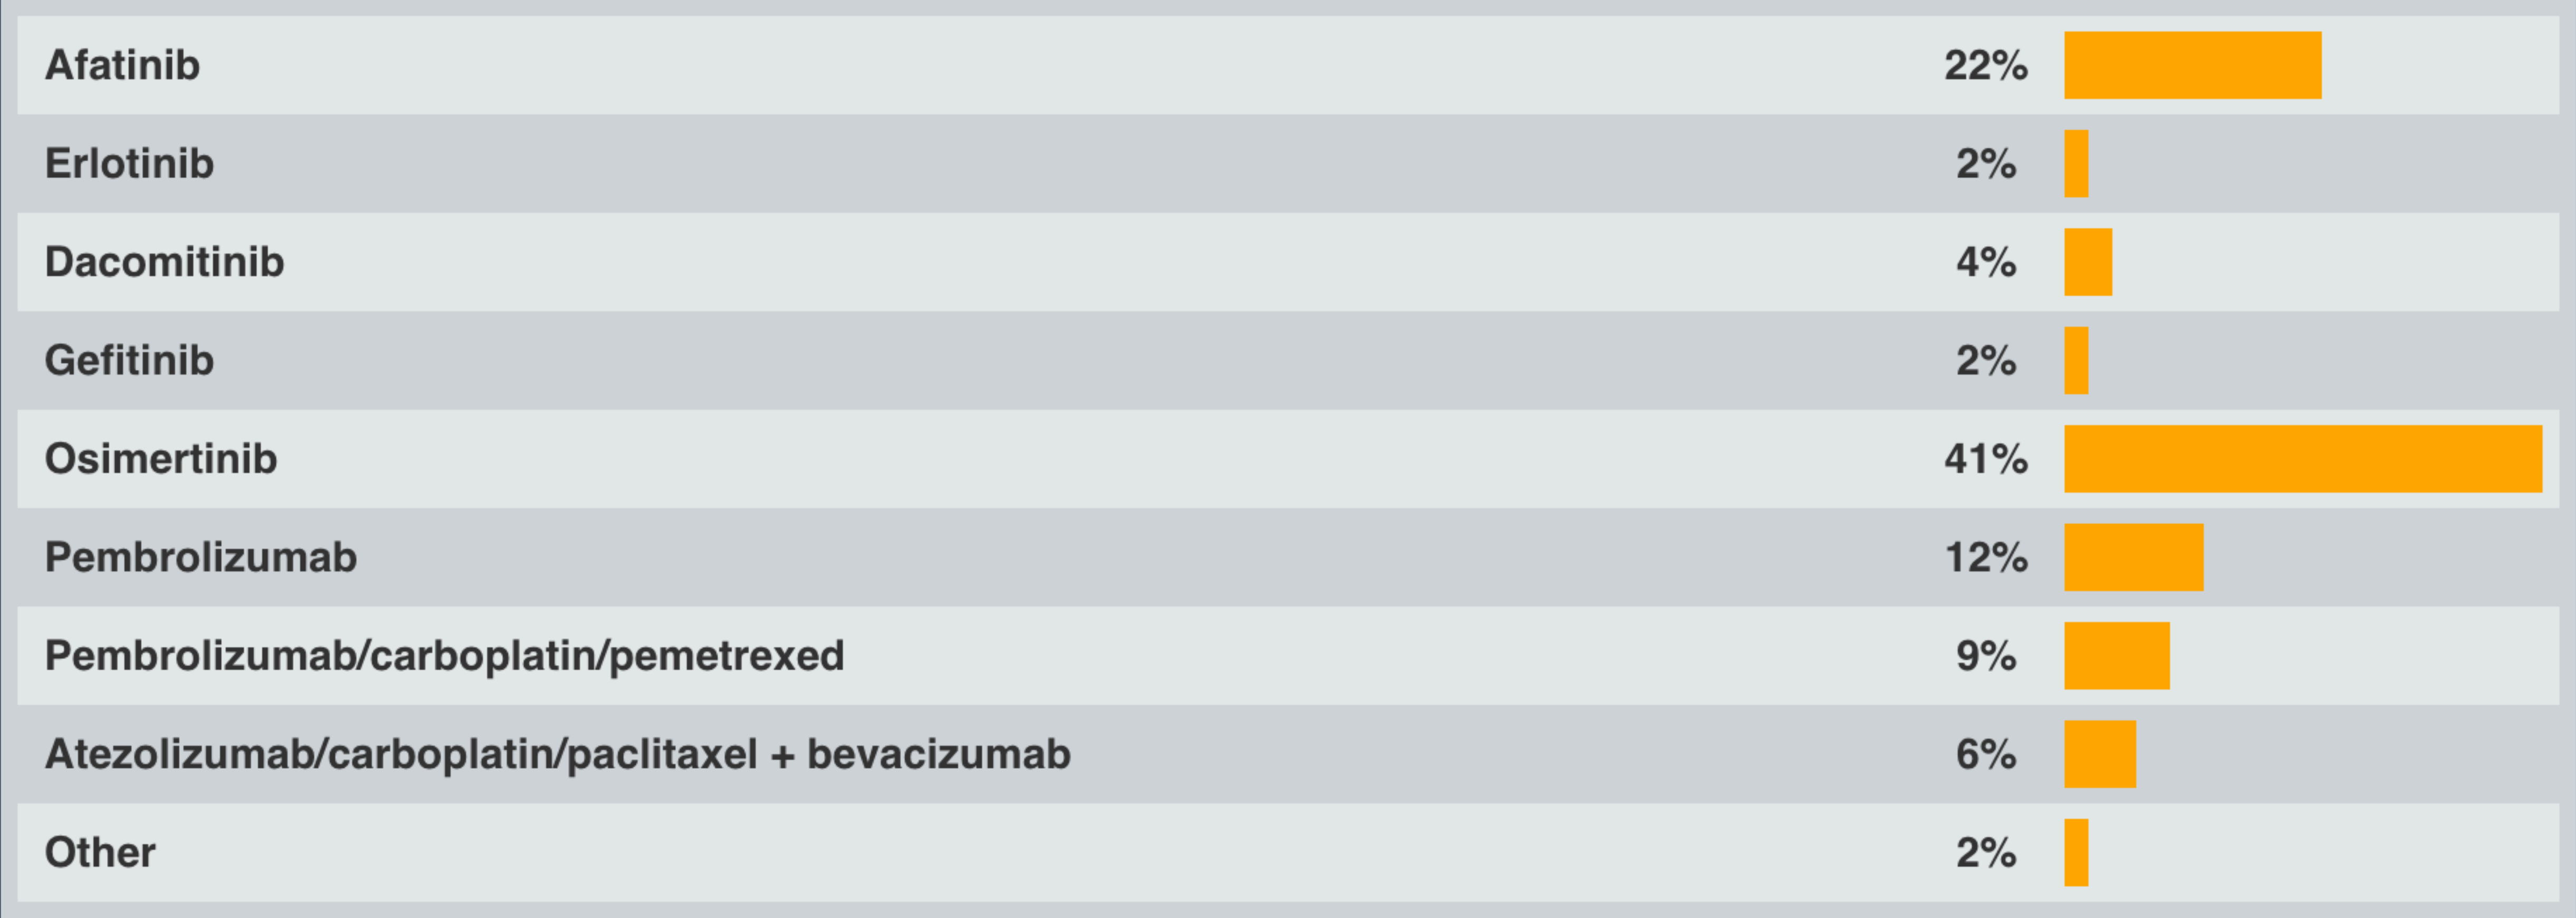 Afatinib 22%
Erlotinib 2%
Dacomitinib 4%
Gefitinib 2%
Osimertinib 41%
Pembrolizumab 12%
Pembrolizumab/carboplatin/pemetrexed 9%
Atezolizumab/carboplatin/paclitaxel + bevacizumab 6%
Other 2%